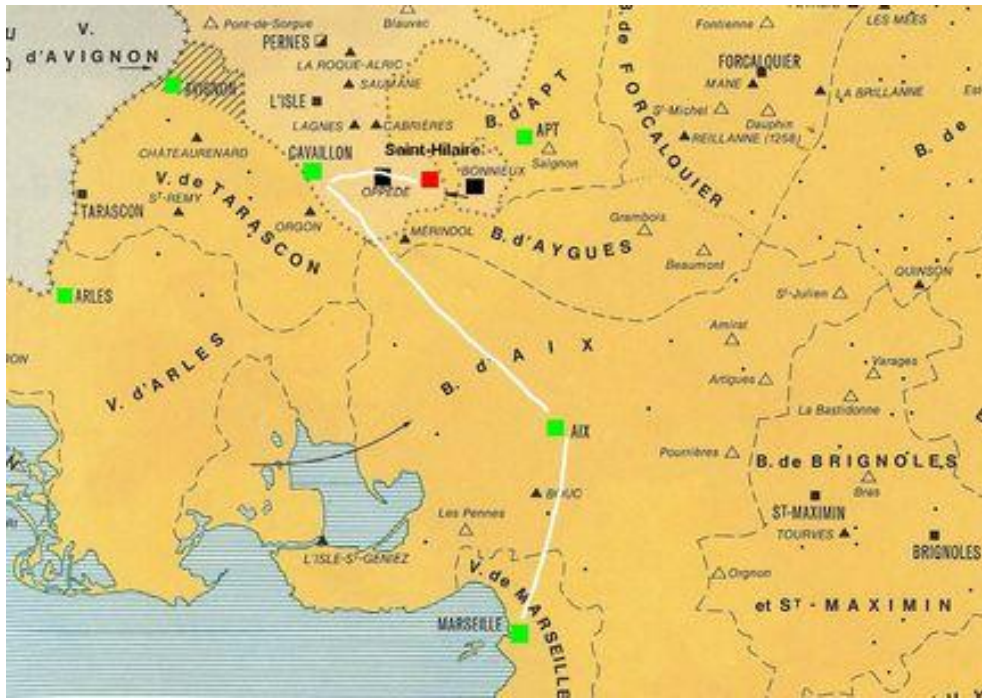 V.
d'AVIGNON
Pont-de-Sorgue
Blauvac
PERNES
LA ROQUE-ALRIC
SAUMANE
L'ISLE
LAGNES
CABRIÈRES
CHÂTEAURENARD
CAVAILLON
Saint-Hilaire
OPPÈDE
BONNIEUX
B. d'APT
APT
Saignon
B. de FORCALQUIER
Fontienne
LES MÉES
FORCALQUIER
MANE
LA BRILLANNE
St-Michel
Dauphin
REILLANNE (1258)
B. de
V. de TARASCON
St-REMY
TARASCON
ORGON
MÉRINDOL
B. d'AYGUES
Grambois
Beaumont
QUINSON
St-Julien
ARLES
V. d'ARLES
B. d'AIX
Amirat
Artigues
Varages
La Bastidonne
AIX
Pourrières
B. de BRIGNOLES
Bras
BOUC
Les Pennes
ST-MAXIMIN
TOURVES
BRIGNOLES
L'ISLE-St-GENIEZ
Orgnon
et ST-MAXIMIN
V. de MARSEILLE
MARSEILLE